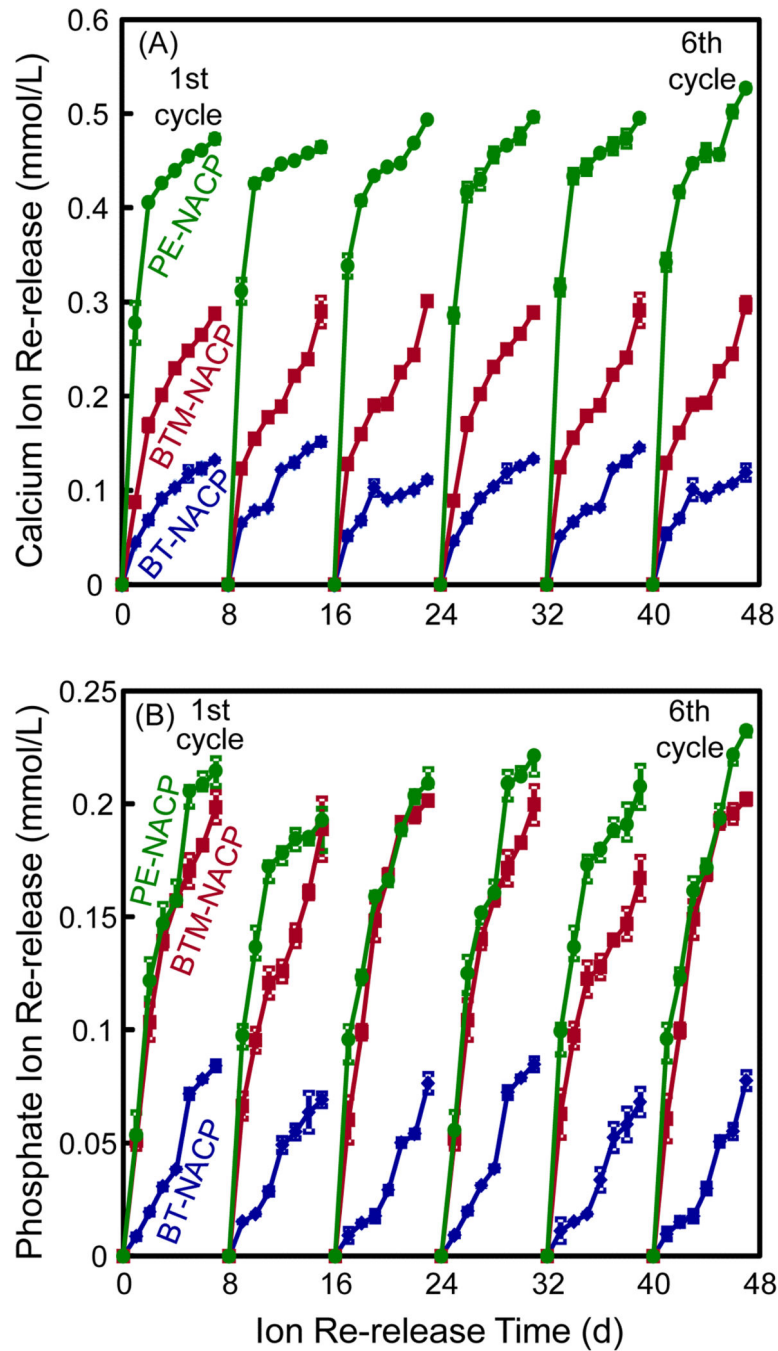 (A)
1st
cycle
6th
cycle
0.6
0.5
0.4
0.3
0.2
0.1
0
Calcium Ion Re-release (mmol/L)
PE-NACP
BTM-NACP
BT-NACP
0 8 16 24 32 40 48
(B)
1st
cycle
6th
cycle
0.25
0.2
0.15
0.1
0.05
0
Phosphate Ion Re-release (mmol/L)
PE-NACP
BTM-NACP
BT-NACP
0 8 16 24 32 40 48
Ion Re-release Time (d)